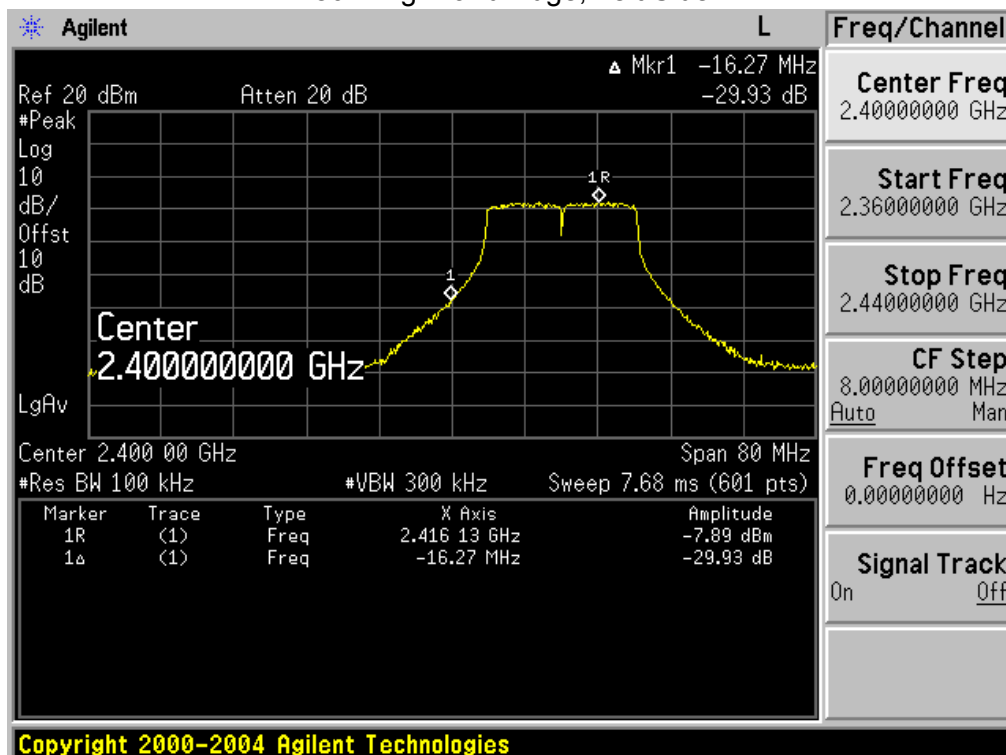 Agilent L Freq/Channel
Δ Mkr1 -16.27 MHz
Ref 20 dBm Atten 20 dB -29.93 dB
#Peak
Log
10
dB/
Offst
10
dB
1R
1
Center
2.400000000 GHz
LgAv
Center 2.400 00 GHz Span 80 MHz
#Res BW 100 kHz #VBW 300 kHz Sweep 7.68 ms (601 pts)
Marker Trace Type X Axis Amplitude
1R (1) Freq 2.416 13 GHz -7.89 dBm
1Δ (1) Freq -16.27 MHz -29.93 dB
Center Freq
2.40000000 GHz
Start Freq
2.36000000 GHz
Stop Freq
2.44000000 GHz
CF Step
8.00000000 MHz
Auto Man
Freq Offset
0.00000000 Hz
Signal Track
On Off
Copyright 2000-2004 Agilent Technologies